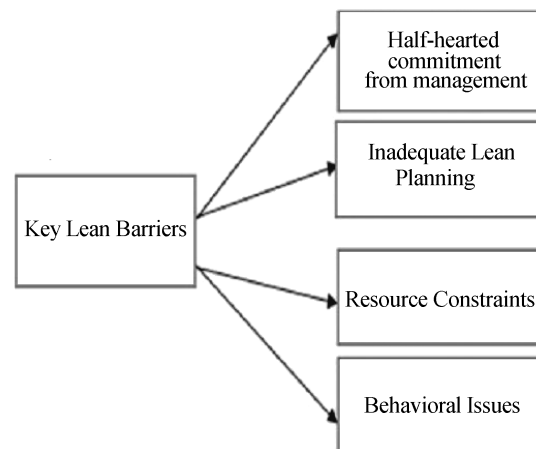 Half-hearted
commitment
from management
Inadequate Lean
Planning
Key Lean Barriers
Resource Constraints
Behavioral Issues